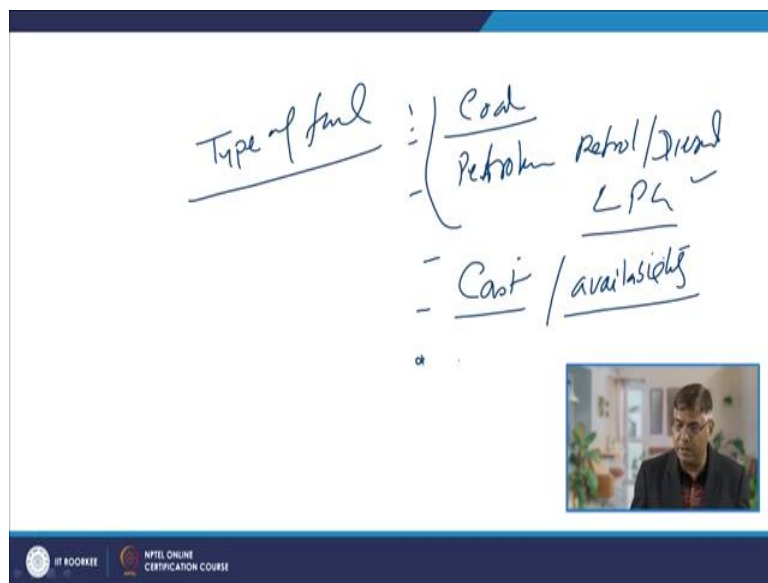 Type of fuel
Coal
Petroleum Petrol/Diesel
LPG
Cost / availability
IIT ROORKEE
NPTEL ONLINE
CERTIFICATION COURSE